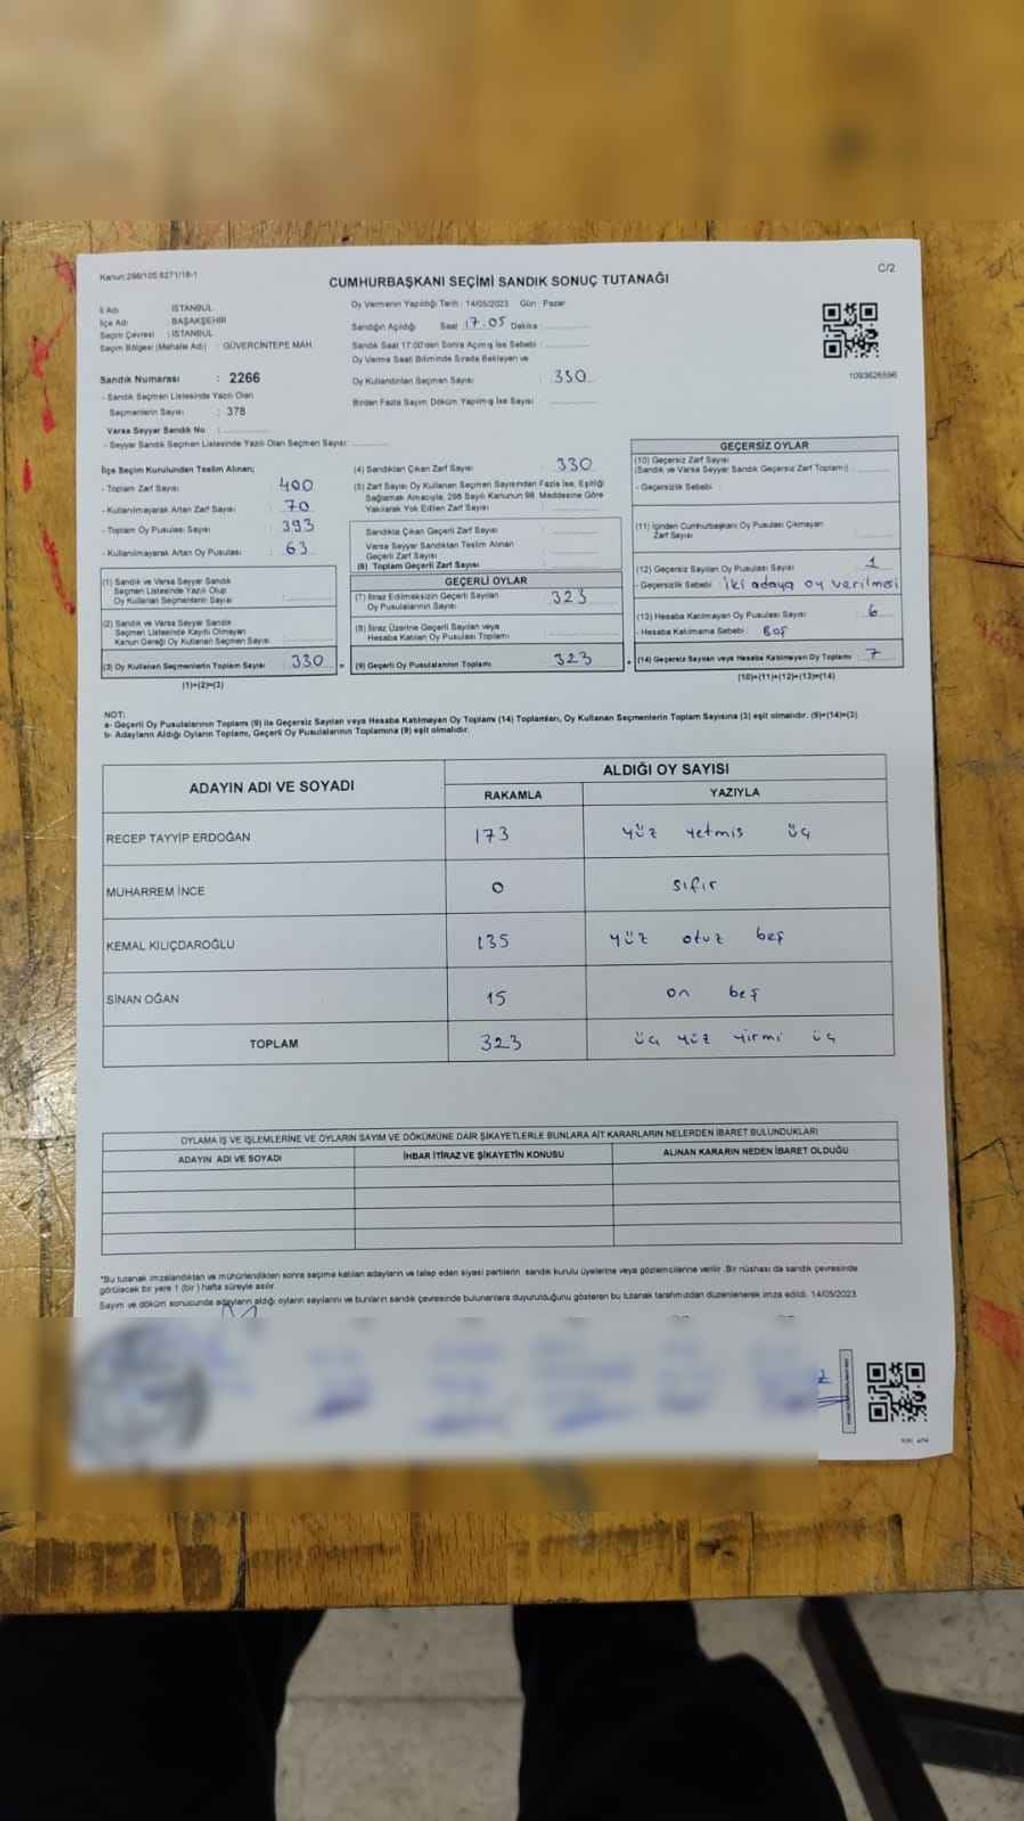 Kanun:298/105 6271/18-1
C/2
CUMHURBAŞKANI SEÇİMİ SANDIK SONUÇ TUTANAĞI
İl Adı : İSTANBUL
İlçe Adı : BAŞAKŞEHİR
Seçim Çevresi : İSTANBUL
Seçim Bölgesi (Mahalle Adı) : GÜVERCİNTEPE MAH.
Sandık Numarası : 2266
- Sandık Seçmen Listesinde Yazılı Olan
Seçmenlerin Sayısı : 378
Varsa Seyyar Sandık No :
- Seyyar Sandık Seçmen Listesinde Yazılı Olan Seçmen Sayısı:
Oy Vermenin Yapıldığı Tarih : 14/05/2023 Gün : Pazar
Sandığın Açıldığı Saat 17.05 Dakika
Sandık Saat 17:00'den Sonra Açılmış İse Sebebi :
Oy Verme Saati Bitiminde Sırada Bekleyen ve
Oy Kullandırılan Seçmen Sayısı : 330
Birden Fazla Sayım Döküm Yapılmış İse Sayısı
1093626596
İlçe Seçim Kurulundan Teslim Alınan;
- Toplam Zarf Sayısı : 400
- Kullanılmayarak Artan Zarf Sayısı : 70
- Toplam Oy Pusulası Sayısı : 393
- Kullanılmayarak Artan Oy Pusulası : 63
(1) Sandık ve Varsa Seyyar Sandık
Seçmen Listesinde Yazılı Olup
Oy Kullanan Seçmenlerin Sayısı
(2) Sandık ve Varsa Seyyar Sandık
Seçmen Listesinde Kayıtlı Olmayan
Kanun Gereği Oy Kullanan Seçmen Sayısı
(3) Oy Kullanan Seçmenlerin Toplam Sayısı 330
(1)+(2)=(3)
(4) Sandıktan Çıkan Zarf Sayısı : 330
(5) Zarf Sayısı Oy Kullanan Seçmen Sayısından Fazla İse, Eşitliği
Sağlamak Amacıyla, 298 Sayılı Kanunun 98. Maddesine Göre
Yakılarak Yok Edilen Zarf Sayısı
Sandıkta Çıkan Geçerli Zarf Sayısı
Varsa Seyyar Sandıktan Teslim Alınan
Geçerli Zarf Sayısı
(6) Toplam Geçerli Zarf Sayısı
GEÇERLİ OYLAR
(7) İtiraz Edilmeksizin Geçerli Sayılan
Oy Pusulalarının Sayısı : 323
(8) İtiraz Üzerine Geçerli Sayılan veya
Hesaba Katılan Oy Pusulası Toplamı
(9) Geçerli Oy Pusulalarının Toplamı 323
GEÇERSİZ OYLAR
(10) Geçersiz Zarf Sayısı
(Sandık ve Varsa Seyyar Sandık Geçersiz Zarf Toplamı)
- Geçersizlik Sebebi :
(11) İçinden Cumhurbaşkanı Oy Pusulası Çıkmayan
Zarf Sayısı
(12) Geçersiz Sayılan Oy Pusulası Sayısı 1
- Geçersizlik Sebebi : iki adaya oy verilmesi
(13) Hesaba Katılmayan Oy Pusulası Sayısı 6
- Hesaba Katılmama Sebebi : Boş
(14) Geçersiz Sayılan veya Hesaba Katılmayan Oy Toplamı 7
(10)+(11)+(12)+(13)=(14)
NOT:
a- Geçerli Oy Pusulalarının Toplamı (9) ile Geçersiz Sayılan veya Hesaba Katılmayan Oy Toplamı (14) Toplamları, Oy Kullanan Seçmenlerin Toplam Sayısına (3) eşit olmalıdır. (9)+(14)=(3)
b- Adayların Aldığı Oyların Toplamı, Geçerli Oy Pusulalarının Toplamına (9) eşit olmalıdır.
ADAYIN ADI VE SOYADI ALDIĞI OY SAYISI
RAKAMLA YAZIYLA
RECEP TAYYİP ERDOĞAN 173 yüz yetmis üç
MUHARREM İNCE 0 sıfır
KEMAL KILIÇDAROĞLU 135 yüz otuz beş
SİNAN OĞAN 15 on beş
TOPLAM 323 üç yüz yirmi üç
OYLAMA İŞ VE İŞLEMLERİNE VE OYLARIN SAYIM VE DÖKÜMÜNE DAİR ŞİKAYETLERLE BUNLARA AİT KARARLARIN NELERDEN İBARET BULUNDUKLARI
ADAYIN ADI VE SOYADI İHBAR İTİRAZ VE ŞİKAYETİN KONUSU ALINAN KARARIN NEDEN İBARET OLDUĞU
*Bu tutanak imzalandıktan ve mühürlendikten sonra seçime katılan adayların ve talep eden siyasi partilerin sandık kurulu üyelerine veya gözlemcilerine verilir. Bir nüshası da sandık çevresinde
görülecek bir yere 1 (bir) hafta süreyle asılır.
Sayım ve döküm sonucunda adayların aldığı oyların sayılarını ve bunların sandık çevresinde bulunanlara duyurulduğunu gösteren bu tutanak tarafımızdan düzenlenerek imza edildi. 14/05/2023